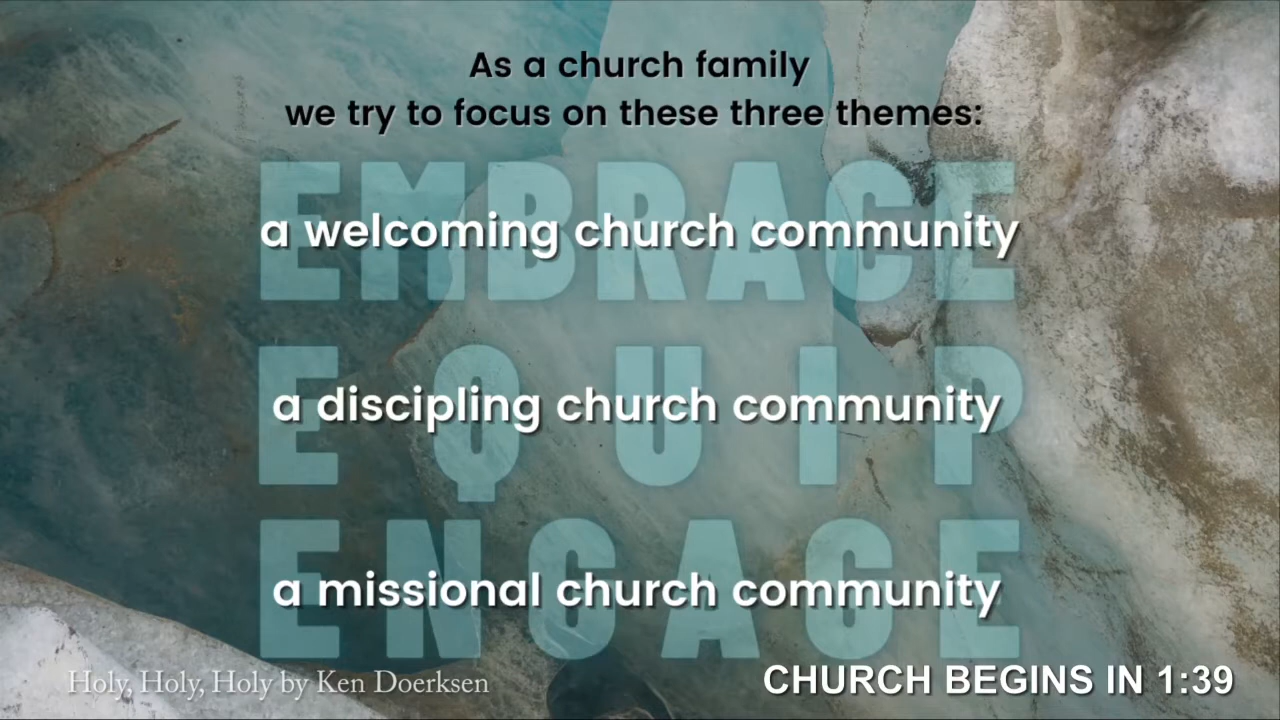 As a church family
we try to focus on these three themes:
EMBRACE
a welcoming church community
EQUIP
a discipling church community
ENGAGE
a missional church community
Holy, Holy, Holy by Ken Doerksen
CHURCH BEGINS IN 1:39